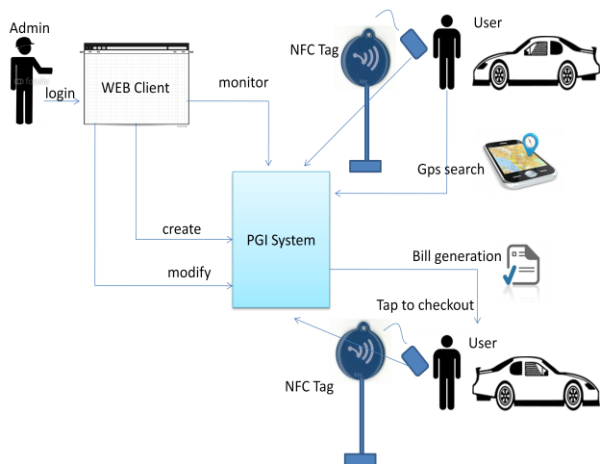 Admin
User
NFC Tag
WEB Client
monitor
login
Gps search
create
PGI System
modify
Bill generation
Tap to checkout
User
NFC Tag